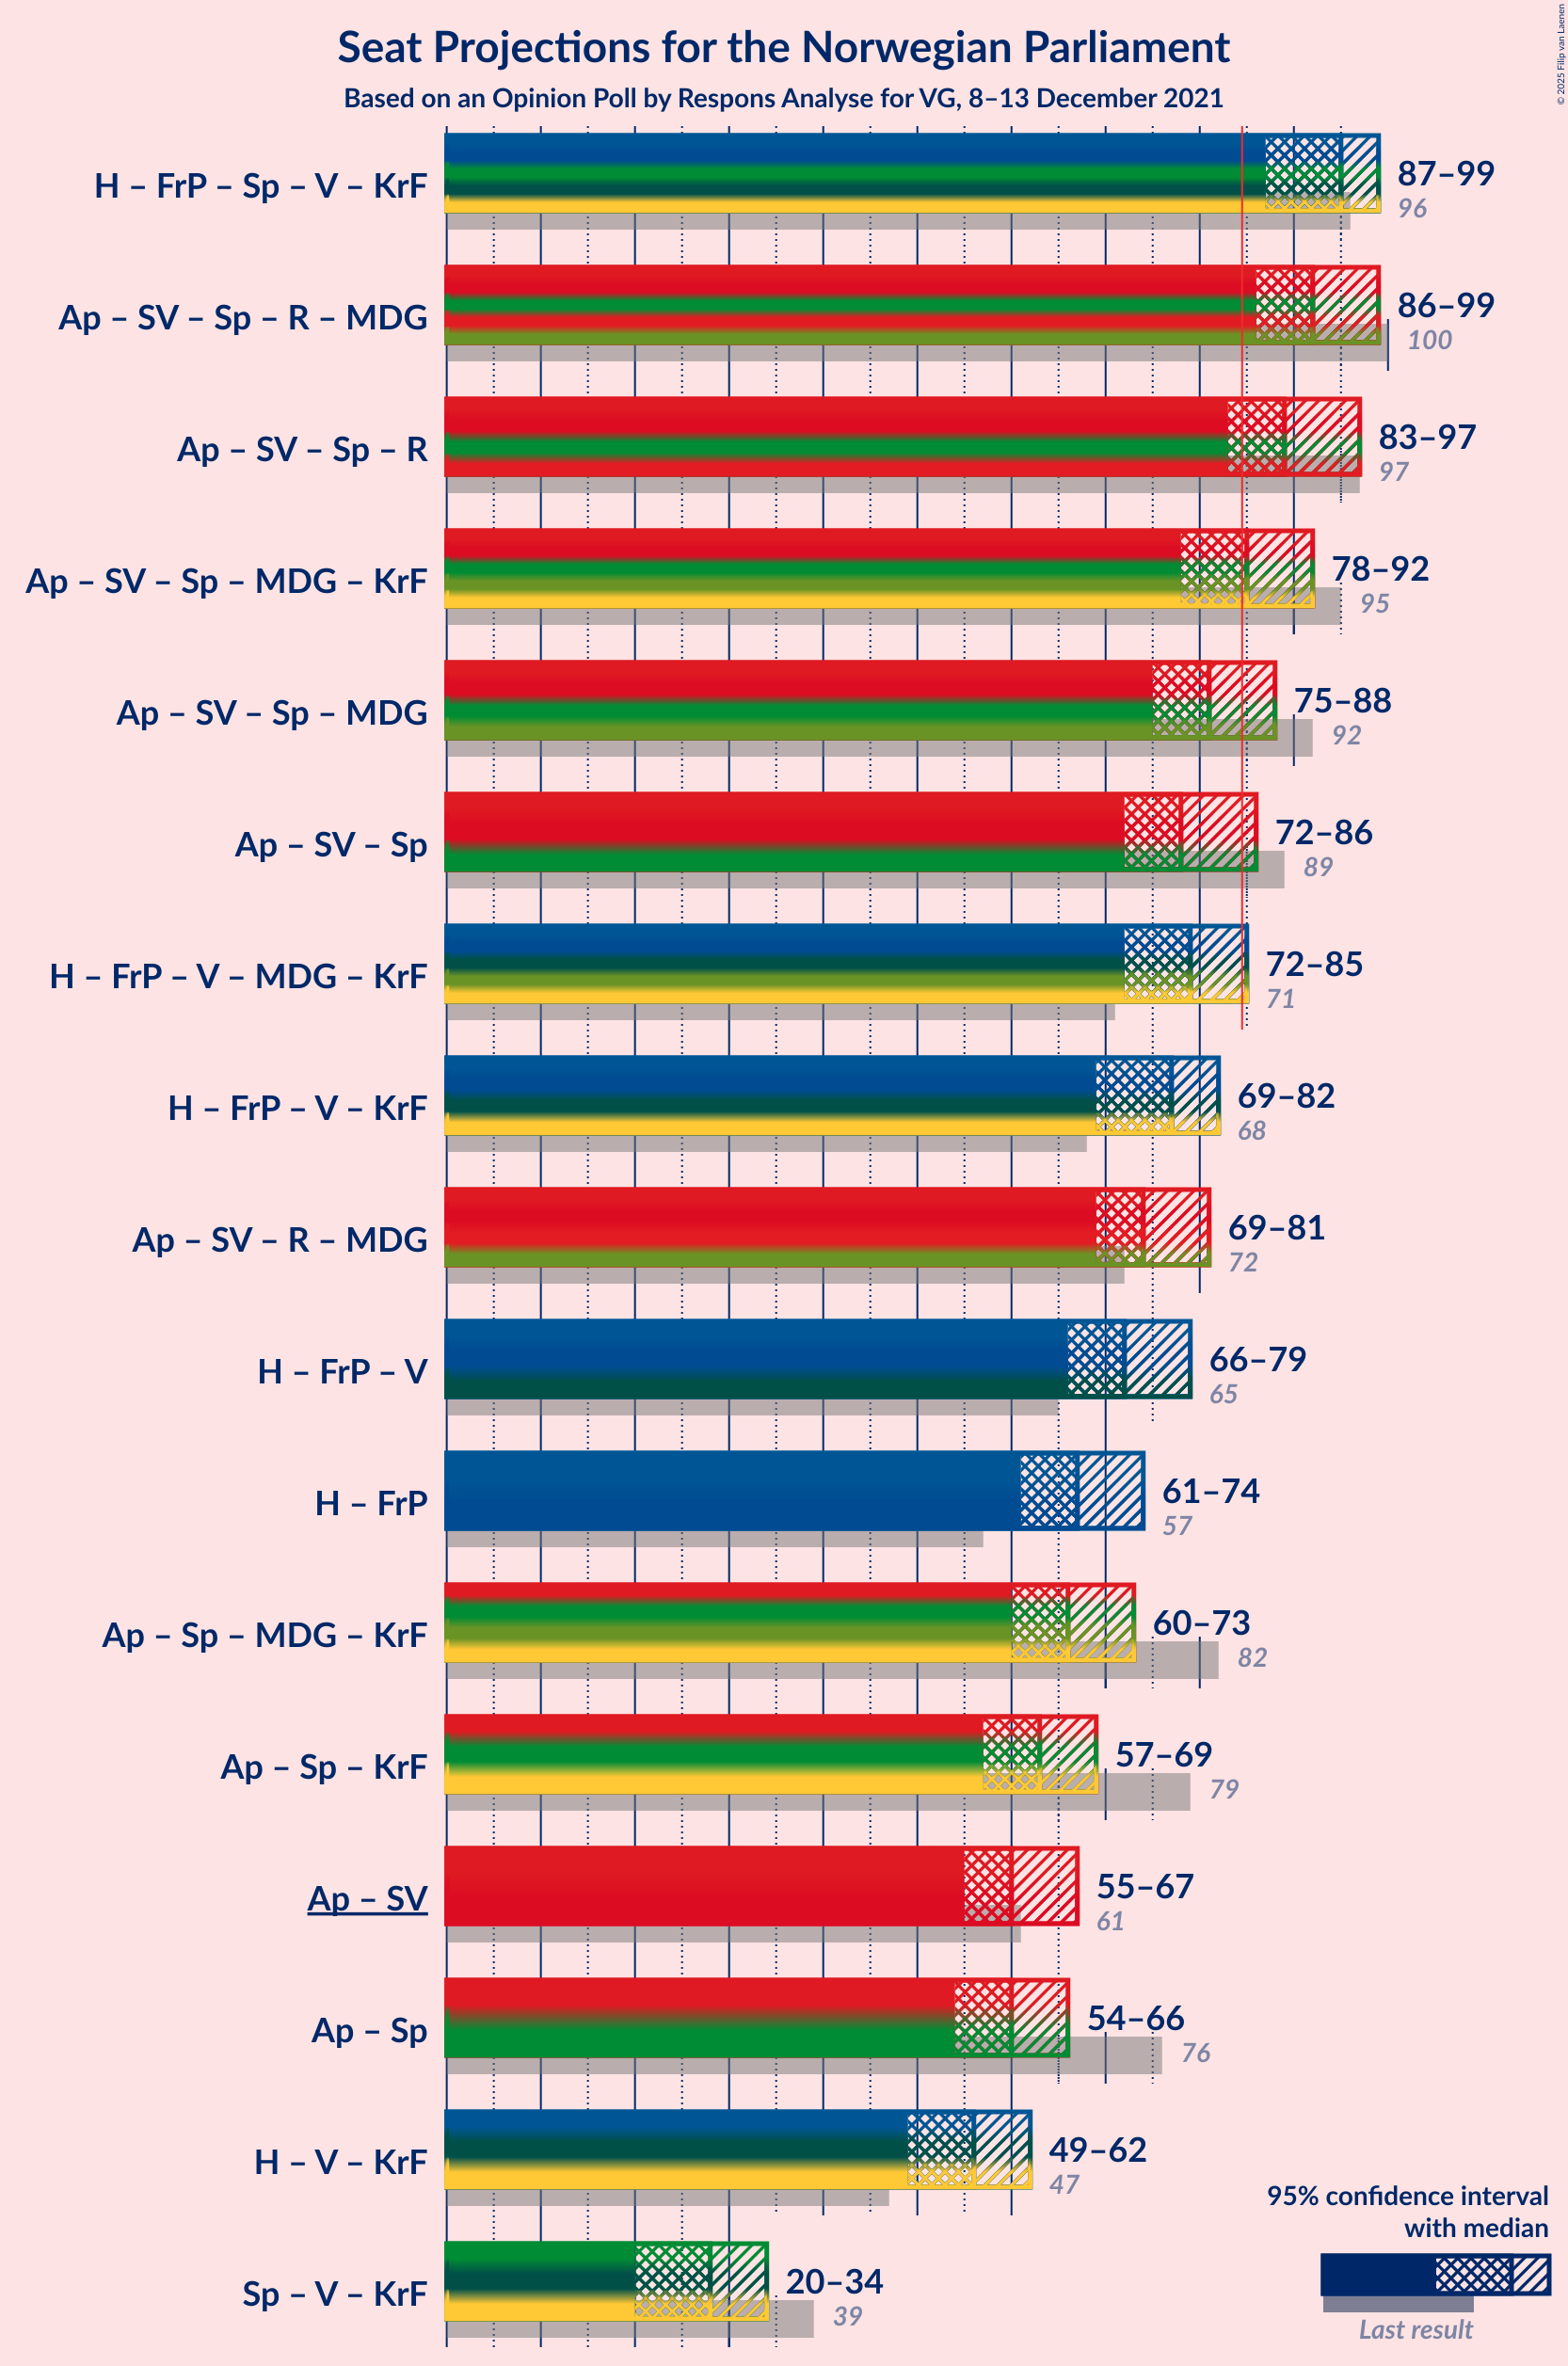 © 2025 Filip van Laenen
Seat Projections for the Norwegian Parliament
Based on an Opinion Poll by Respons Analyse for VG, 8–13 December 2021
H – FrP – Sp – V – KrF
87–99
96
Ap – SV – Sp – R – MDG
86–99
100
Ap – SV – Sp – R
83–97
97
Ap – SV – Sp – MDG – KrF
78–92
95
Ap – SV – Sp – MDG
75–88
92
Ap – SV – Sp
72–86
89
H – FrP – V – MDG – KrF
72–85
71
H – FrP – V – KrF
69–82
68
Ap – SV – R – MDG
69–81
72
H – FrP – V
66–79
65
H – FrP
61–74
57
Ap – Sp – MDG – KrF
60–73
82
Ap – Sp – KrF
57–69
79
Ap – SV
55–67
61
Ap – Sp
54–66
76
H – V – KrF
49–62
47
Sp – V – KrF
20–34
39
95% confidence interval
with median
Last result